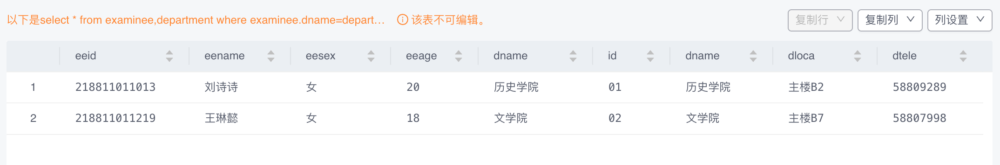 以下是select * from examinee,department where examinee.dname=depart... 该表不可编辑。 复制行 复制列 列设置
eeid eename eesex eeage dname id dname dloca dtele
1 218811011013 刘诗诗 女 20 历史学院 01 历史学院 主楼B2 58809289
2 218811011219 王琳懿 女 18 文学院 02 文学院 主楼B7 58807998